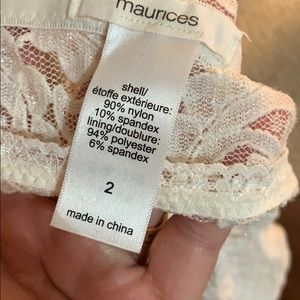 maurices
shell/
étoffe extérieure:
90% nylon
10% spandex
lining/doublure:
94% polyester
6% spandex
2
made in china